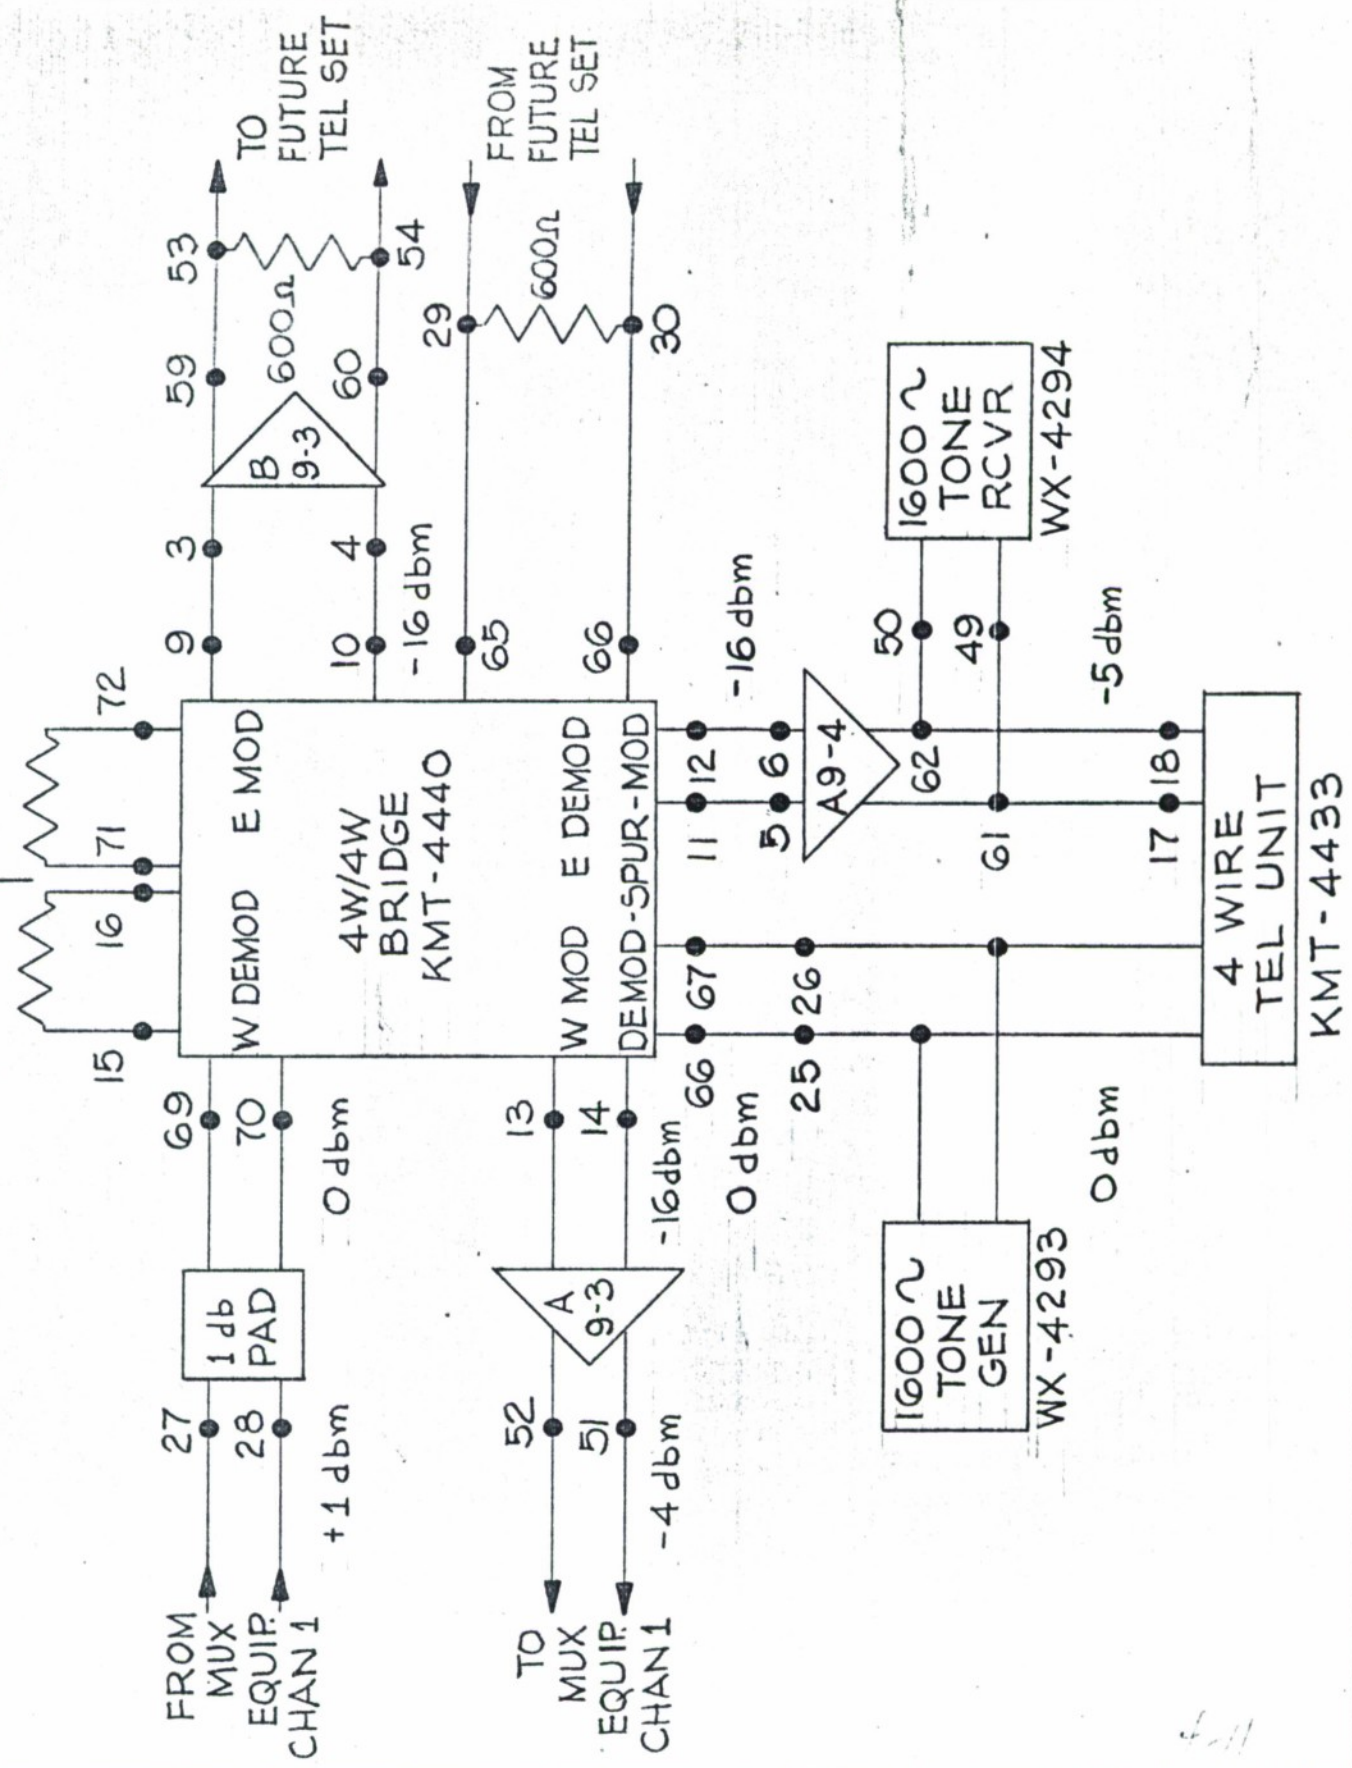 15
16
71
72
FROM
MUX
EQUIP.
CHAN 1
27
28
+1 dbm
1 db
PAD
69
70
0 dbm
W DEMOD
E MOD
4W/4W
BRIDGE
KMT-4440
W MOD
E DEMOD
DEMOD-SPUR-MOD
9
10
-16 dbm
3
4
B
9-3
59
60
600Ω
53
54
TO
FUTURE
TEL SET
65
66
29
30
600Ω
FROM
FUTURE
TEL SET
TO
MUX
EQUIP.
CHAN 1
52
51
-4 dbm
A
9-3
13
14
-16 dbm
66
67
0 dbm
25
26
11
12
-16 dbm
5
6
A9-4
62
61
50
49
1600~
TONE
RCVR
WX-4294
1600~
TONE
GEN
WX-4293
0 dbm
17
18
-5 dbm
4 WIRE
TEL UNIT
KMT-4433